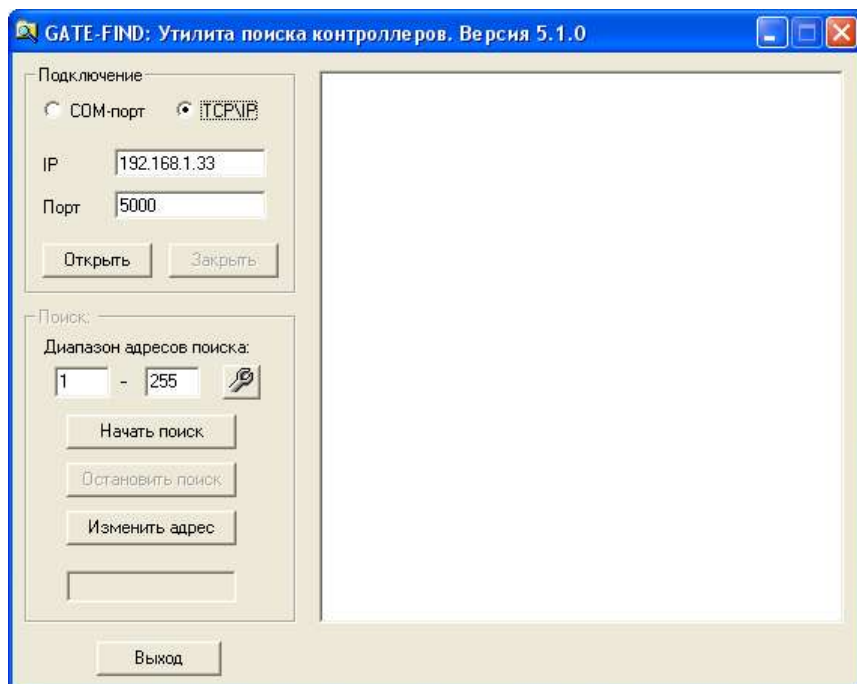 GATE-FIND: Утилита поиска контроллеров. Версия 5.1.0
Подключение
COM-порт TCP\IP
IP 192.168.1.33
Порт 5000
Открыть Закрыть
Поиск:
Диапазон адресов поиска:
1 - 255
Начать поиск
Остановить поиск
Изменить адрес
Выход